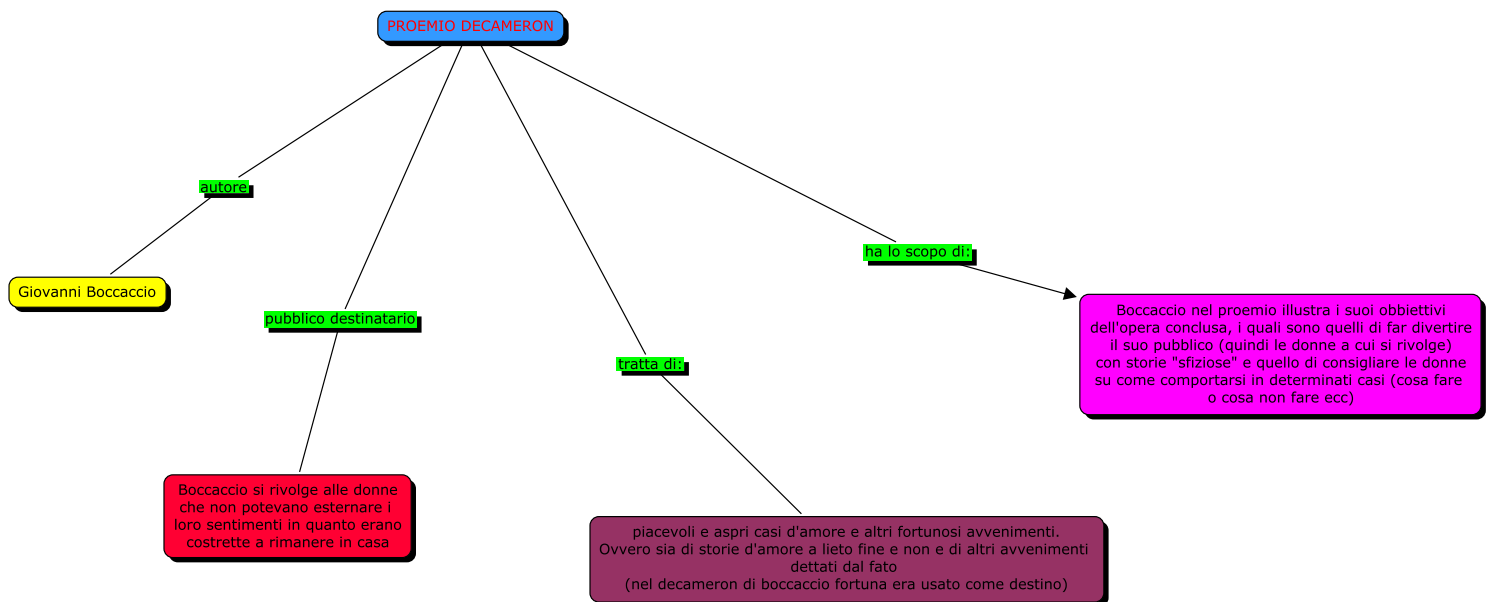 PROEMIO DECAMERON
autore
Giovanni Boccaccio
pubblico destinatario
Boccaccio si rivolge alle donne
che non potevano esternare i
loro sentimenti in quanto erano
costrette a rimanere in casa
tratta di:
piacevoli e aspri casi d'amore e altri fortunosi avvenimenti.
Ovvero sia di storie d'amore a lieto fine e non e di altri avvenimenti
dettati dal fato
(nel decameron di boccaccio fortuna era usato come destino)
ha lo scopo di:
Boccaccio nel proemio illustra i suoi obbiettivi
dell'opera conclusa, i quali sono quelli di far divertire
il suo pubblico (quindi le donne a cui si rivolge)
con storie "sfiziose" e quello di consigliare le donne
su come comportarsi in determinati casi (cosa fare
o cosa non fare ecc)